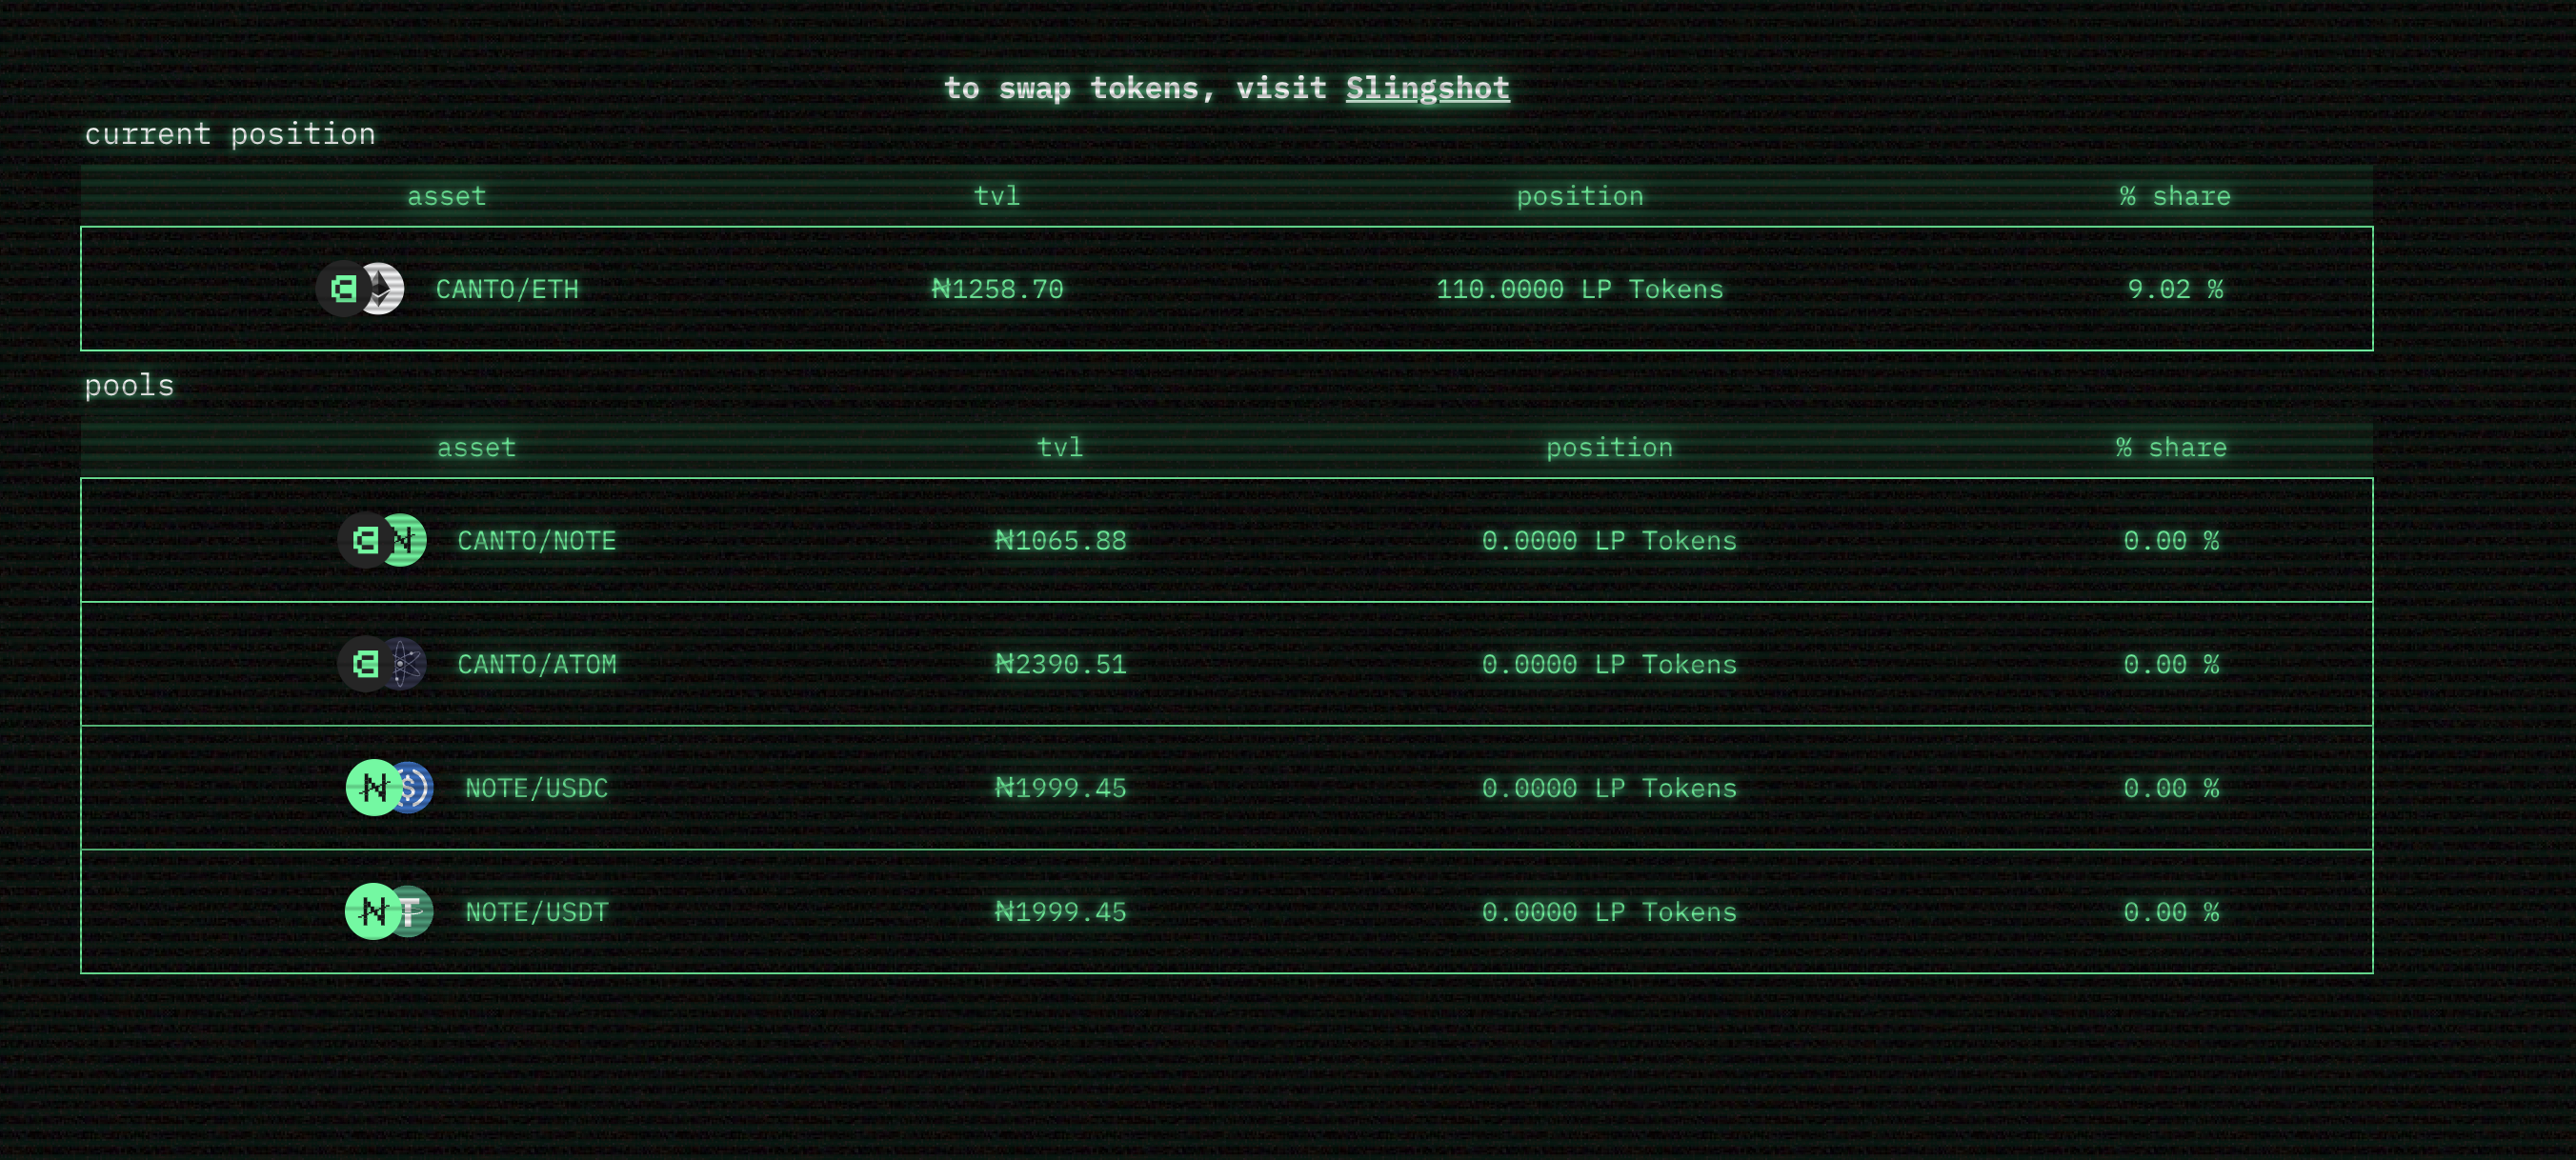 to swap tokens, visit Slingshot
current position
asset tvl position % share
CANTO/ETH ₦1258.70 110.0000 LP Tokens 9.02 %
pools
asset tvl position % share
CANTO/NOTE ₦1065.88 0.0000 LP Tokens 0.00 %
CANTO/ATOM ₦2390.51 0.0000 LP Tokens 0.00 %
NOTE/USDC ₦1999.45 0.0000 LP Tokens 0.00 %
NOTE/USDT ₦1999.45 0.0000 LP Tokens 0.00 %